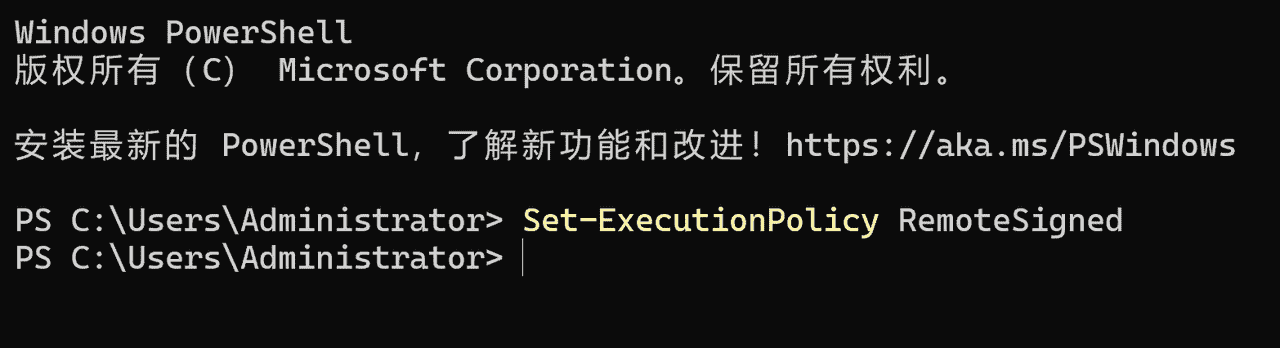 Windows PowerShell
版权所有（C） Microsoft Corporation。保留所有权利。
安装最新的 PowerShell，了解新功能和改进！https://aka.ms/PSWindows
PS C:\Users\Administrator> Set-ExecutionPolicy RemoteSigned
PS C:\Users\Administrator>